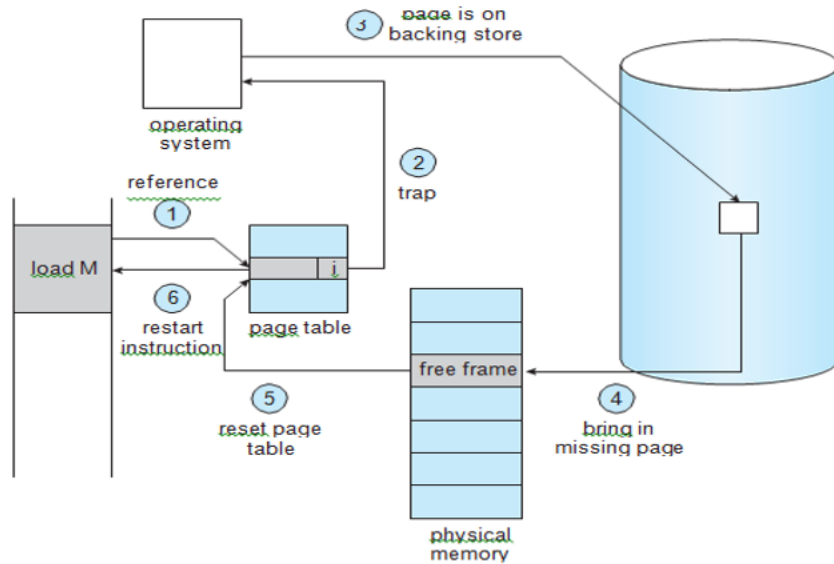 3
page is on
backing store
operating
system
2
trap
reference
1
load M
i
6
restart
instruction
page table
free frame
5
reset page
table
4
bring in
missing page
physical
memory